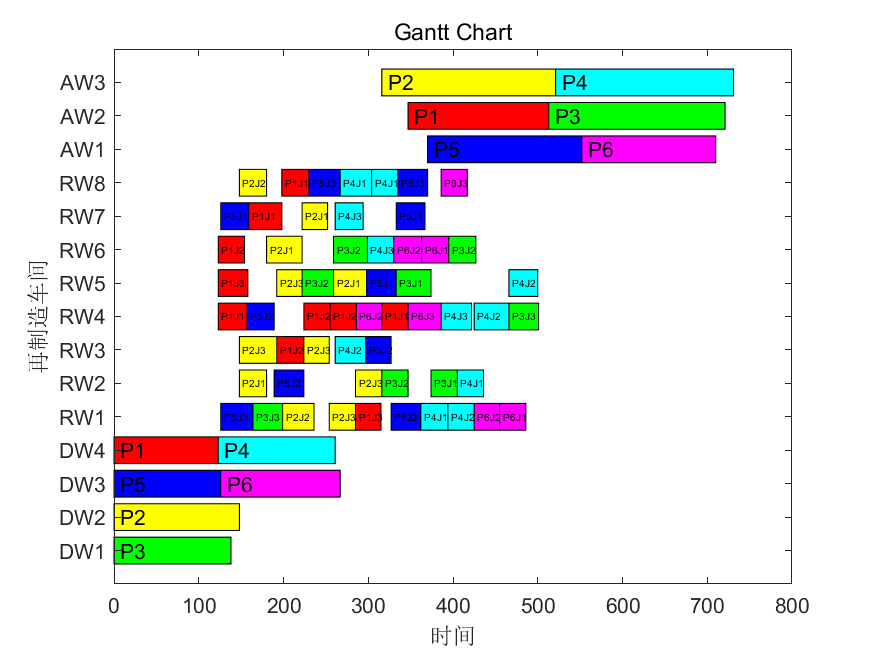 Gantt Chart
AW3 P2 P4
AW2 P1 P3
AW1 P5 P6
RW8 P2J2 P1J1 P5J3 P4J1 P4J1 P5J3 P6J3
RW7 P5J1 P1J1 P2J1 P4J3 P5J1
RW6 P1J2 P2J1 P3J2 P4J3 P6J2 P6J1 P3J2
RW5 P1J3 P2J3 P3J2 P2J1 P5J1 P3J1 P4J2
RW4 P1J1 P5J2 P1J2 P1J2 P6J2 P1J1 P6J3 P4J3 P4J2 P3J3
RW3 P2J3 P1J2 P2J3 P4J2 P5J2
RW2 P2J1 P5J2 P2J3 P3J2 P3J1 P4J1
RW1 P5J3 P3J3 P2J2 P2J3 P1J3 P5J2 P4J1 P4J2 P6J2 P6J1
DW4 P1 P4
DW3 P5 P6
DW2 P2
DW1 P3
0 100 200 300 400 500 600 700 800
时间
再制造车间